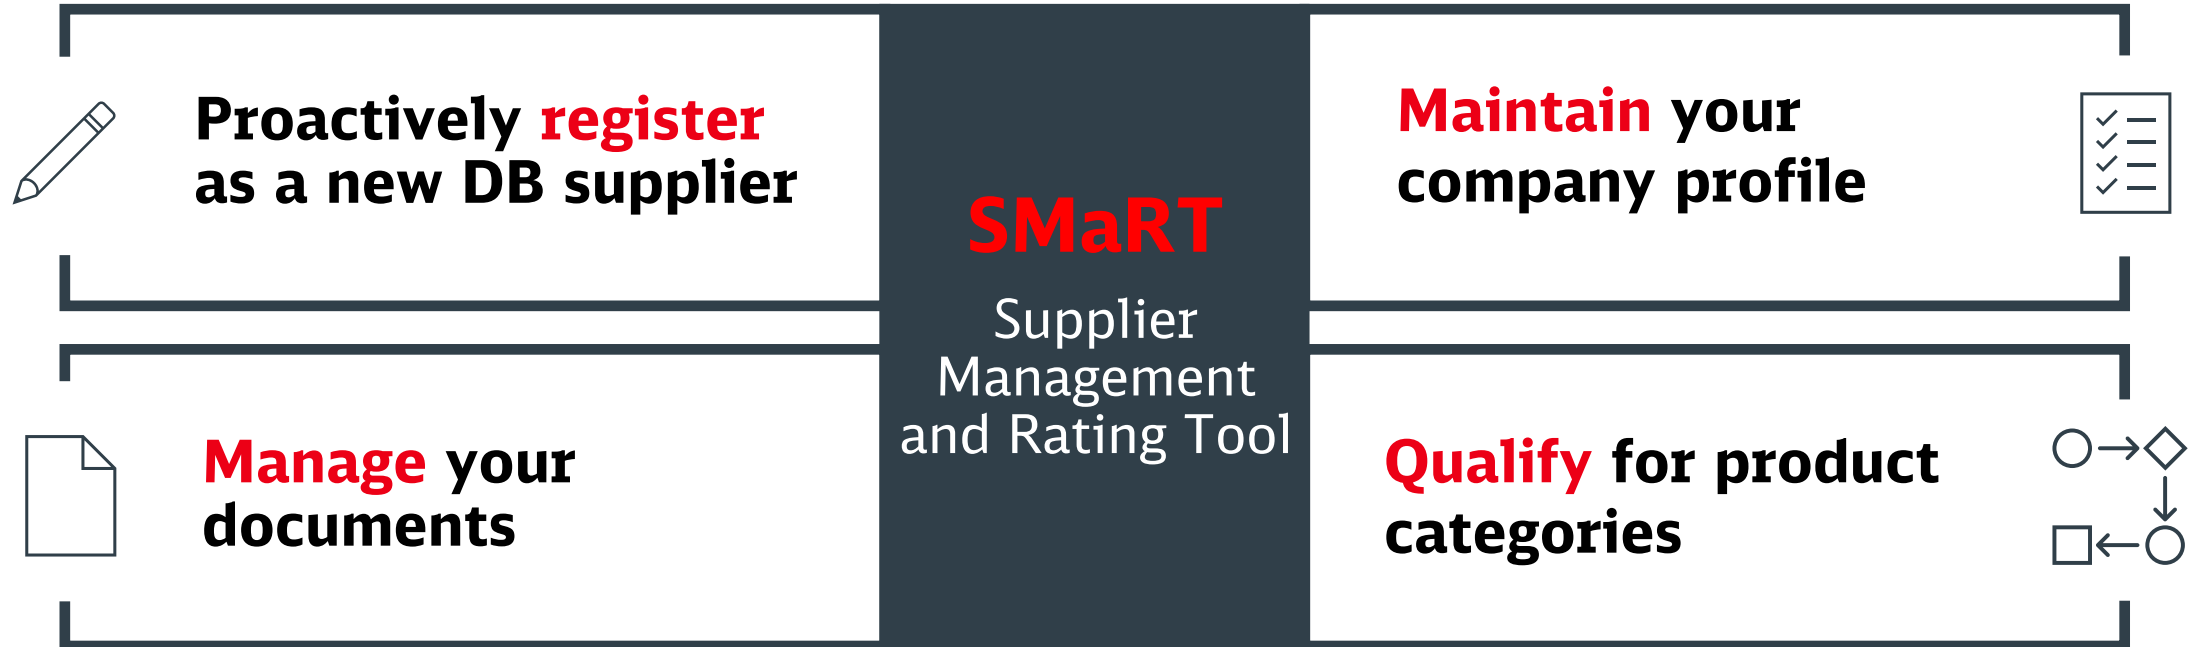 Proactively register
as a new DB supplier
SMaRT
Supplier
Management
and Rating Tool
Maintain your
company profile
Manage your
documents
Qualify for product
categories